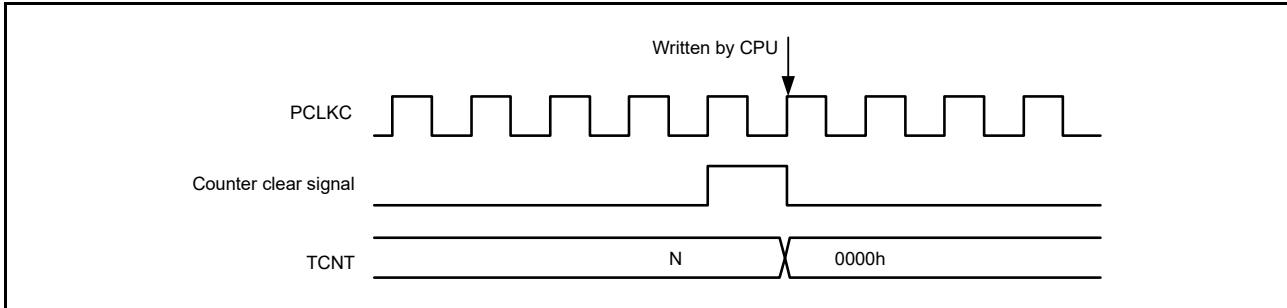 Written by CPU
PCLKC
Counter clear signal
TCNT
N
0000h